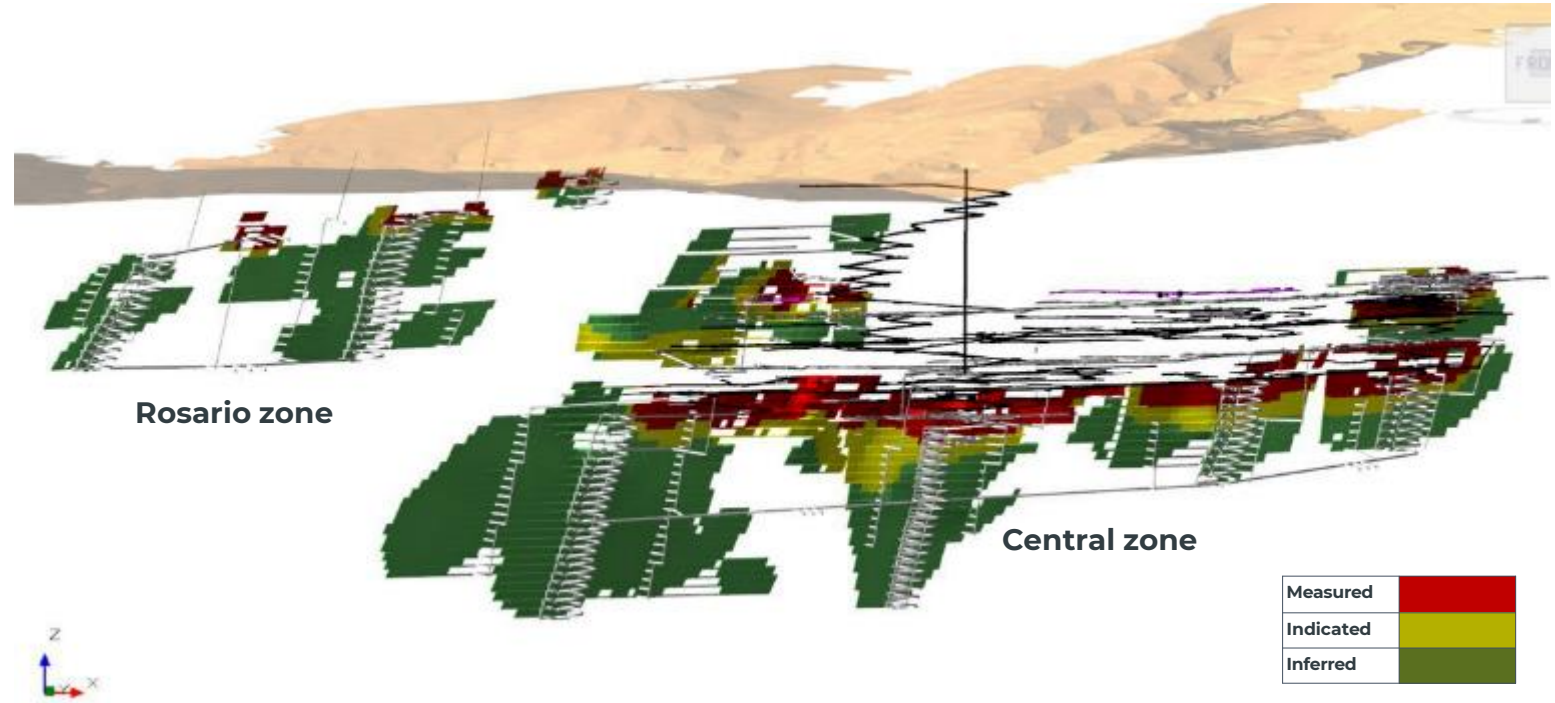 Rosario zone
Central zone
Measured
Indicated
Inferred
Z
X